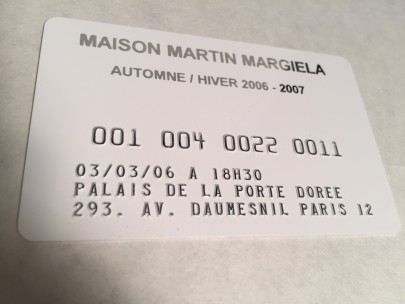 MAISON MARTIN MARGIELA
AUTOMNE / HIVER 2006 - 2007
001 004 0022 0011
03/03/06 A 18H30
PALAIS DE LA PORTE DOREE
293. AV. DAUMESNIL PARIS 12